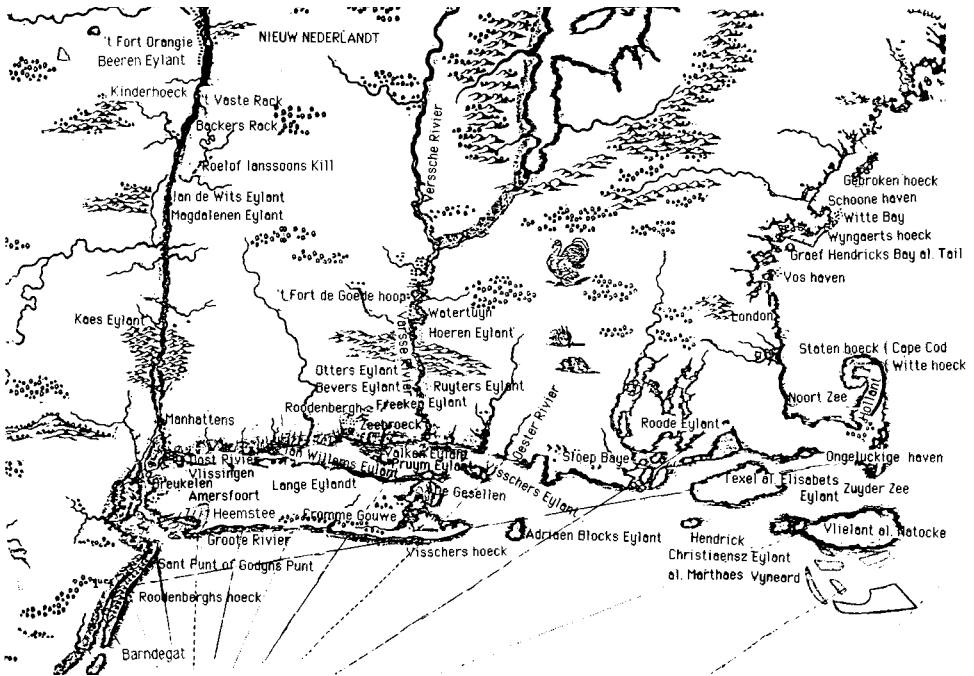 NIEUW NEDERLANDT
't Fort Orangie
Beeren Eylant
Kinderhoeck
't Vaste Rack
Backers Rack
Roelof Ianssoons Kill
Ian de Wits Eylant
Magdalenen Eylant
Verssche Rivier
Gebroken hoeck
Schoone haven
Witte Bay
Wyngaerts hoeck
Graef Hendricks Bay al. Tail
Vos haven
London
't Fort de Goede hoop
Watertuyn
Hoeren Eylant
Kaes Eylant
Versse Rivier
Staten hoeck { Cape Cod
{ Witte hoeck
Otters Eylant
Bevers Eylant
Ruyters Eylant
Roodenbergh
Freeken Eylant
Zeebroeck
Oester Rivier
Noort Zee
Hollant
Roode Eylant
Manhattens
Oost Rivier
Ian Willems Eylant
Valken Eylant
Pruym Eylant
Visschers Eylant
Sloep Baye
Ongeluckige haven
Vlissingen
Breukelen
Amersfoort
Lange Eylandt
Gesellen
Texel al. Elisabets
Eylant
Zuyder Zee
Heemstee
Cromme Gouwe
Groote Rivier
Visschers hoeck
Adriaen Blocks Eylant
Hendrick
Christiaensz Eylant
al. Marthaes Vyneard
Vlielant al. Natocke
Sant Punt of Godyns Punt
Roodenberghs hoeck
Barndegat